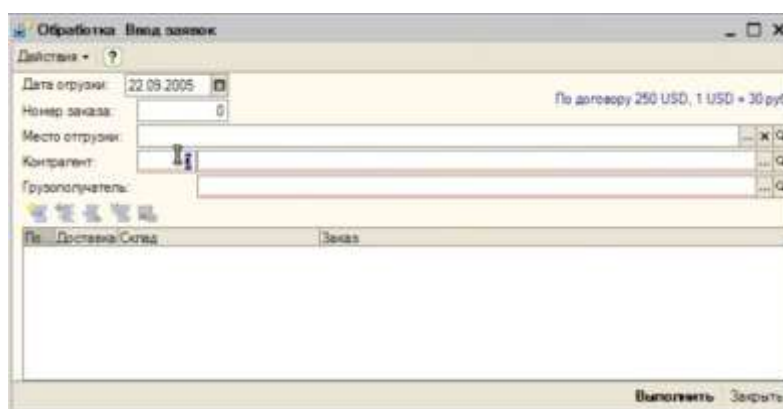 Обработка Ввод заявок
Действия ?
Дата отгрузки: 22.09.2005
По договору 250 USD, 1 USD = 30 руб
Номер заказа: 0
Место отгрузки: ... x
Контрагент: ...
Грузополучатель: ...
По Доставка Склад Заказ
Выполнить Закрыть